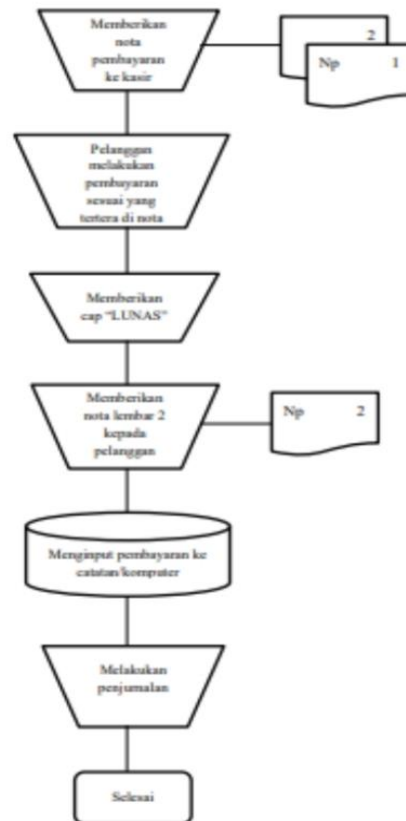 Memberikan
nota
pembayaran
ke kasir
2
Np 1
Pelanggan
melakukan
pembayaran
sesuai yang
tertera di nota
Memberikan
cap “LUNAS”
Memberikan
nota lembar 2
kepada
pelanggan
Np 2
Menginput pembayaran ke
catatan/komputer
Melakukan
penjumalan
Selesai